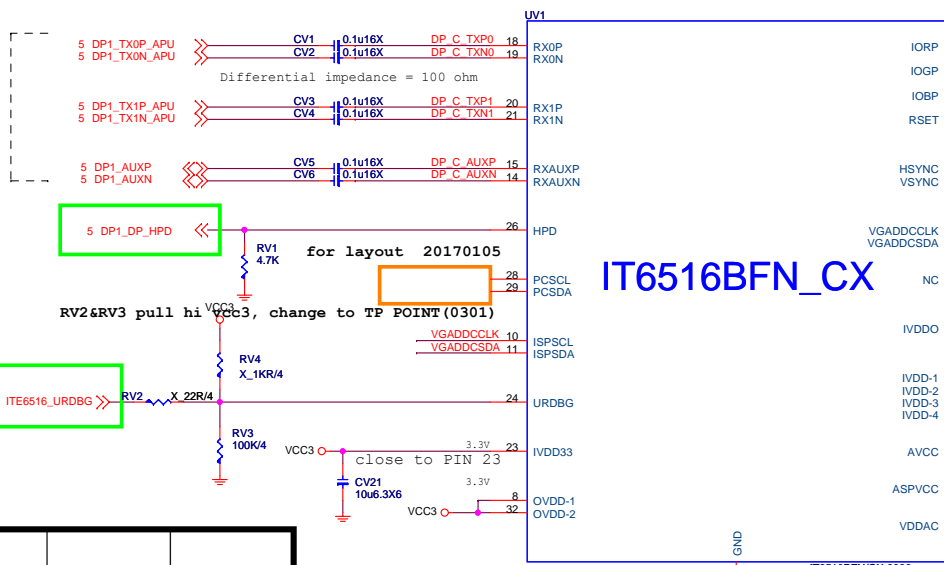 UV1
5 DP1_TX0P_APU CV1 0.1u16X DP_C_TXP0 18 RX0P IORP
5 DP1_TX0N_APU CV2 0.1u16X DP_C_TXN0 19 RX0N
Differential impedance = 100 ohm IOGP
IOBP
5 DP1_TX1P_APU CV3 0.1u16X DP_C_TXP1 20 RX1P
5 DP1_TX1N_APU CV4 0.1u16X DP_C_TXN1 21 RX1N RSET
5 DP1_AUXP CV5 0.1u16X DP_C_AUXP 15 RXAUXP HSYNC
5 DP1_AUXN CV6 0.1u16X DP_C_AUXN 14 RXAUXN VSYNC
5 DP1_DP_HPD 26 HPD VGADDCCLK
VGADDCSDA
RV1
4.7K
for layout 20170105
28 PCSCL NC
29 PCSDA
IT6516BFN_CX
VCC3
RV2&RV3 pull hi vcc3, change to TP POINT(0301)
VGADDCCLK 10 ISPSCL IVDDO
VGADDCSDA 11 ISPSDA
RV4
X_1KR/4
IVDD-1
IVDD-2
IVDD-3
IVDD-4
ITE6516_URDBG RV2 X_22R/4 24 URDBG
RV3
100K/4
VCC3 3.3V 23 IVDD33 AVCC
close to PIN 23
CV21
10u6.3X6
3.3V
ASPVCC
8 OVDD-1
VCC3 32 OVDD-2
VDDAC
GND